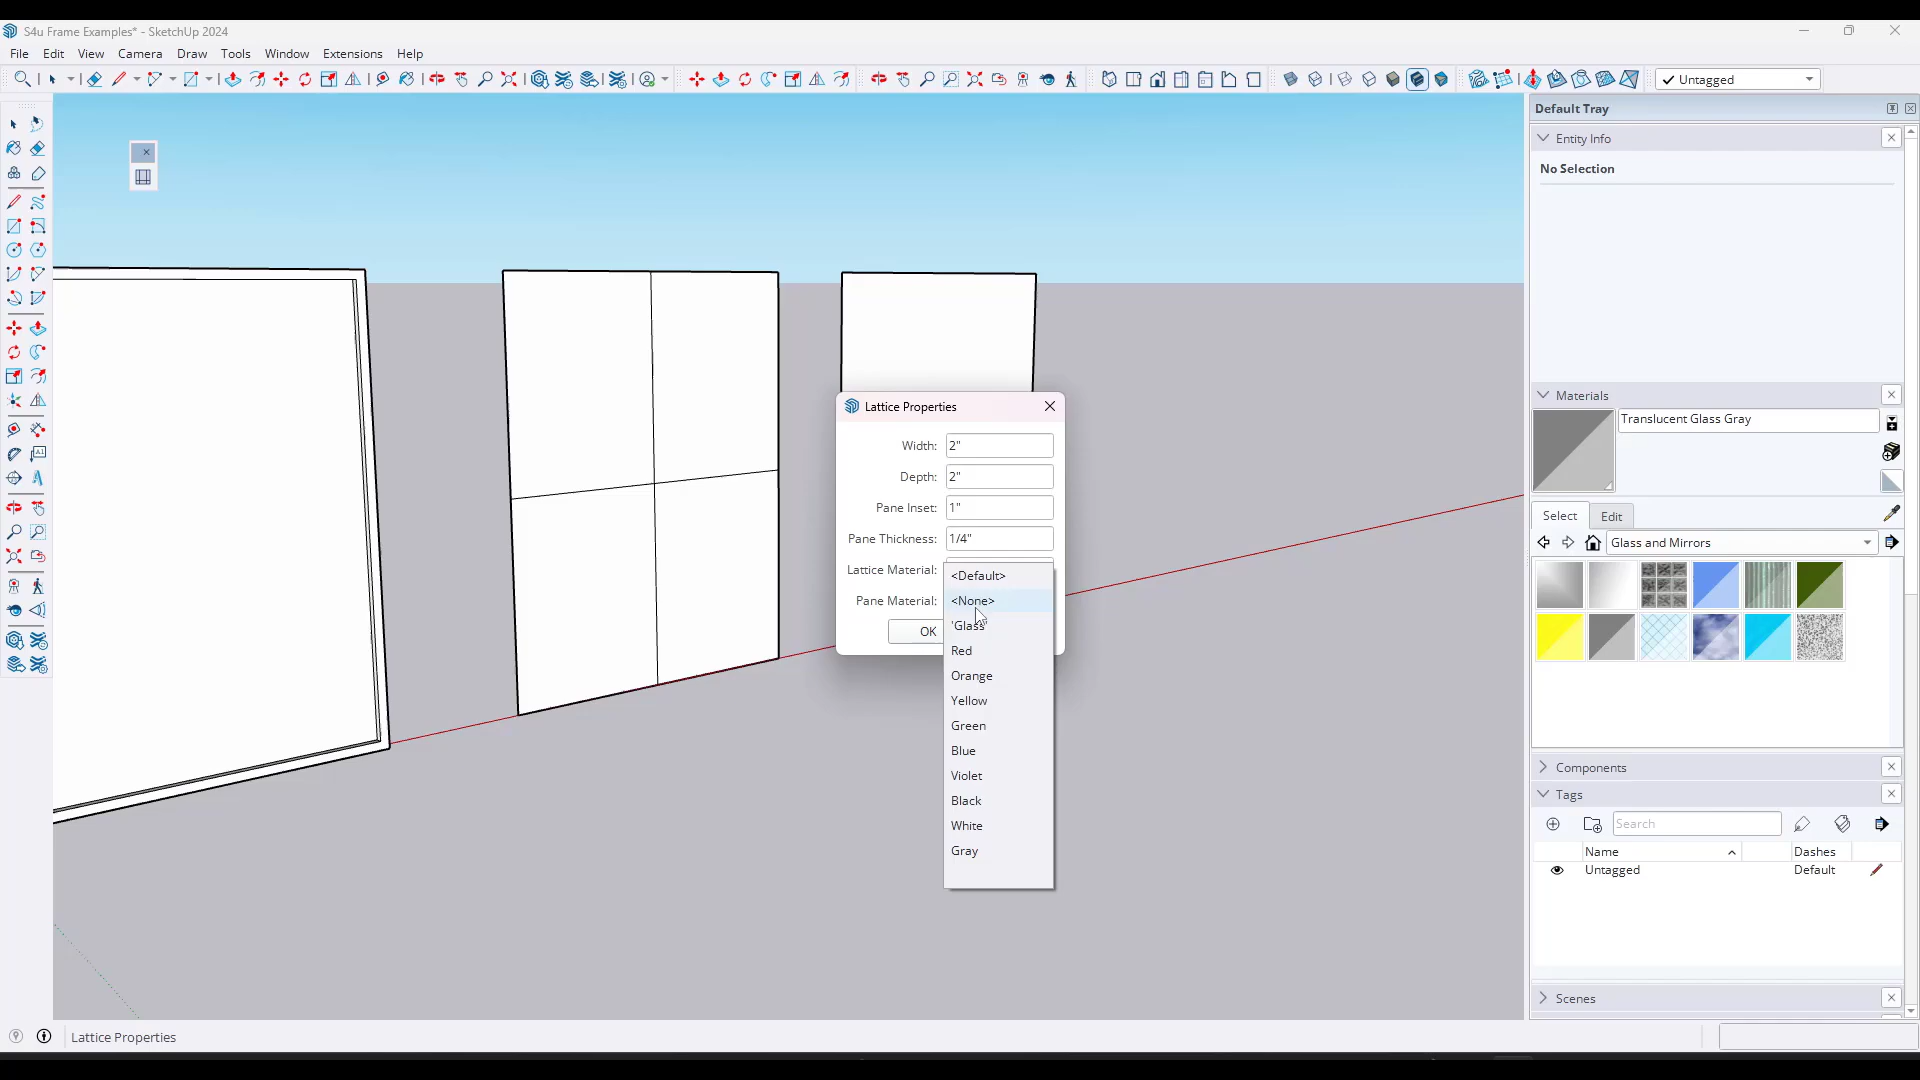 S4u Frame Examples* - SketchUp 2024
File Edit View Camera Draw Tools Window Extensions Help
Untagged
Default Tray
Entity Info
No Selection
Materials
Translucent Glass Gray
Select Edit
Glass and Mirrors
Components
Tags
Search
Name Dashes
Untagged Default
Scenes
Lattice Properties
Width: 2"
Depth: 2"
Pane Inset: 1"
Pane Thickness: 1/4"
Lattice Material:
Pane Material:
OK
<Default>
<None>
'Glass'
Red
Orange
Yellow
Green
Blue
Violet
Black
White
Gray
Lattice Properties